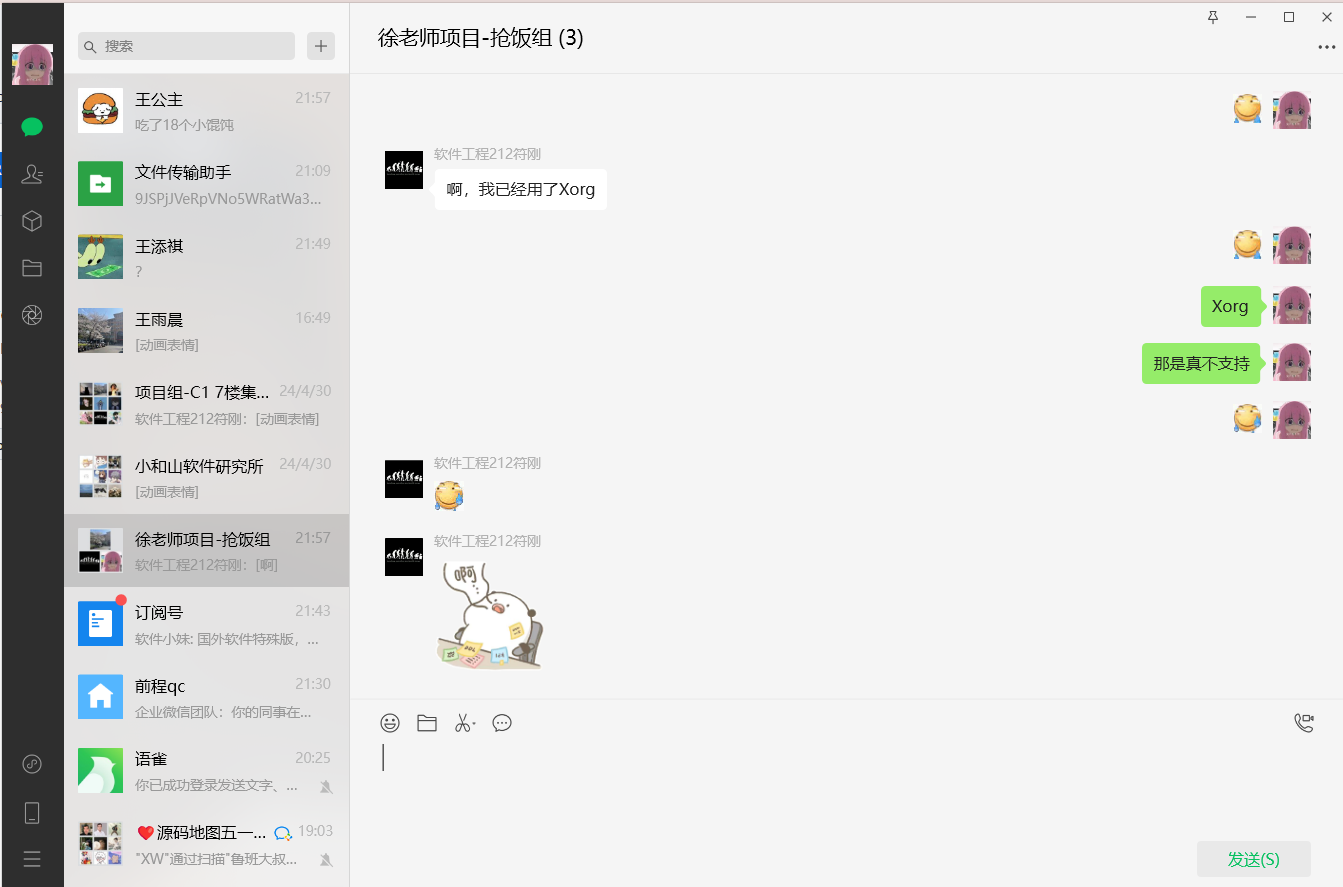 搜索
王公主
21:57
吃了18个小馄饨
文件传输助手
21:09
9JSPjJVeRpVNo5WRatWa3...
王添祺
21:49
?
王雨晨
16:49
[动画表情]
项目组-C1 7楼集...
24/4/30
软件工程212符刚：[动画表情]
小和山软件研究所
24/4/30
[动画表情]
徐老师项目-抢饭组
21:57
软件工程212符刚：[啊]
订阅号
21:43
软件小妹: 国外软件特殊版，...
前程qc
21:30
企业微信团队：你的同事在...
语雀
20:25
你已成功登录发送文字、...
源码地图五一...
19:03
"XW"通过扫描"鲁班大叔...
徐老师项目-抢饭组 (3)
软件工程212符刚
啊，我已经用了Xorg
Xorg
那是真不支持
软件工程212符刚
软件工程212符刚
啊
发送(S)